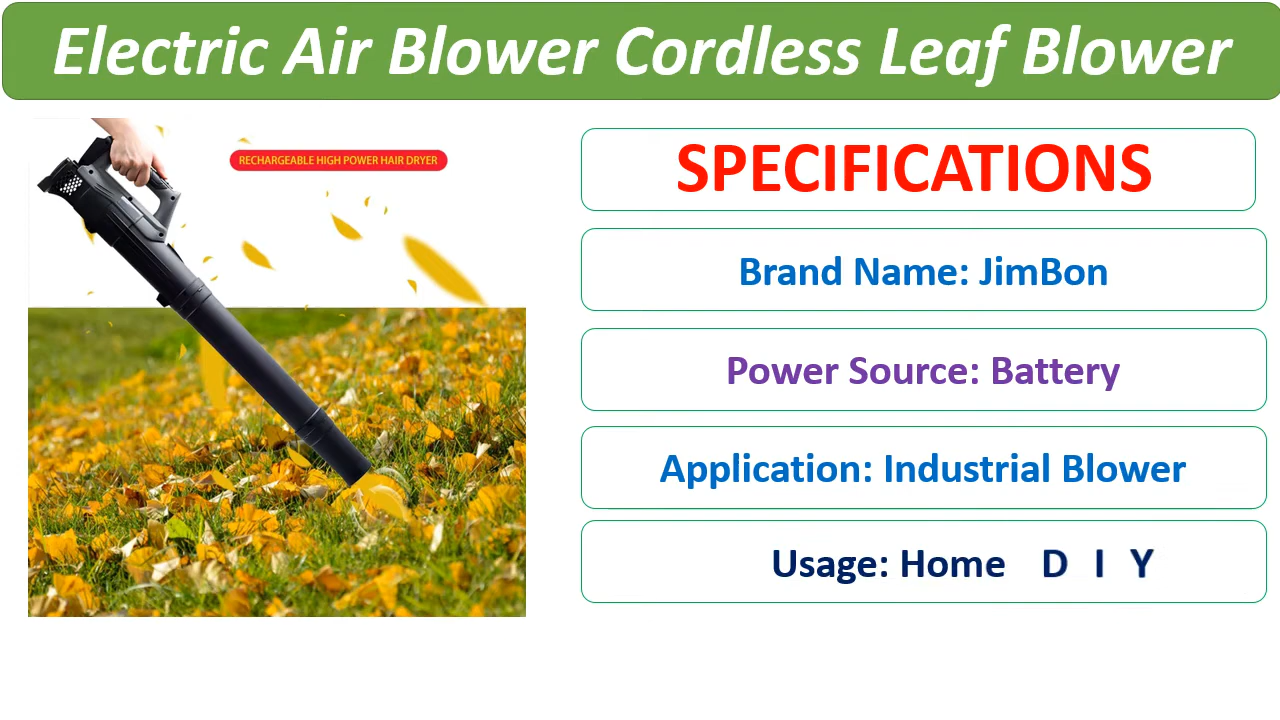 Electric Air Blower Cordless Leaf Blower
RECHARGEABLE HIGH POWER HAIR DRYER
SPECIFICATIONS
Brand Name: JimBon
Power Source: Battery
Application: Industrial Blower
Usage: Home D I Y